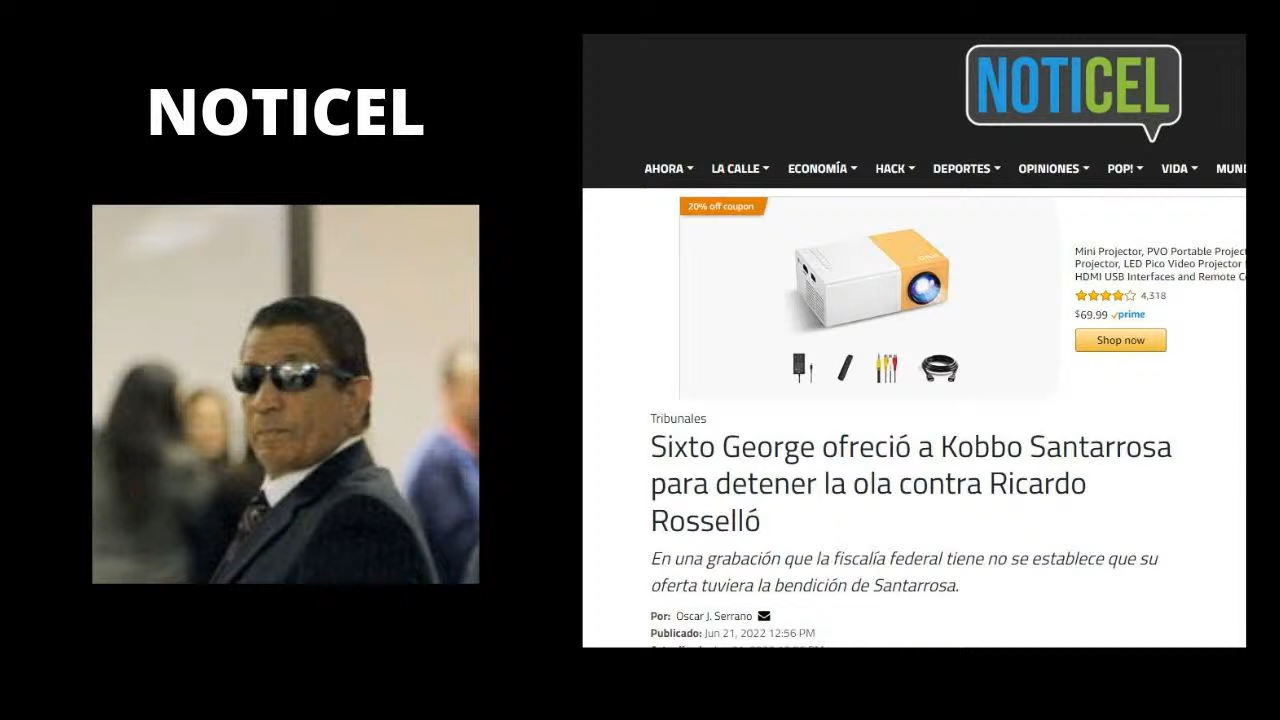 NOTICEL
NOTICEL
AHORA LA CALLE ECONOMÍA HACK DEPORTES OPINIONES POP! VIDA MUND
20% off coupon
Mini Projector, PVO Portable Project
Projector, LED Pico Video Projector
HDMI USB Interfaces and Remote C
4,318
$69.99 prime
Shop now
Tribunales
Sixto George ofreció a Kobbo Santarrosa
para detener la ola contra Ricardo
Rosselló
En una grabación que la fiscalía federal tiene no se establece que su
oferta tuviera la bendición de Santarrosa.
Por: Oscar J. Serrano
Publicado: Jun 21, 2022 12:56 PM